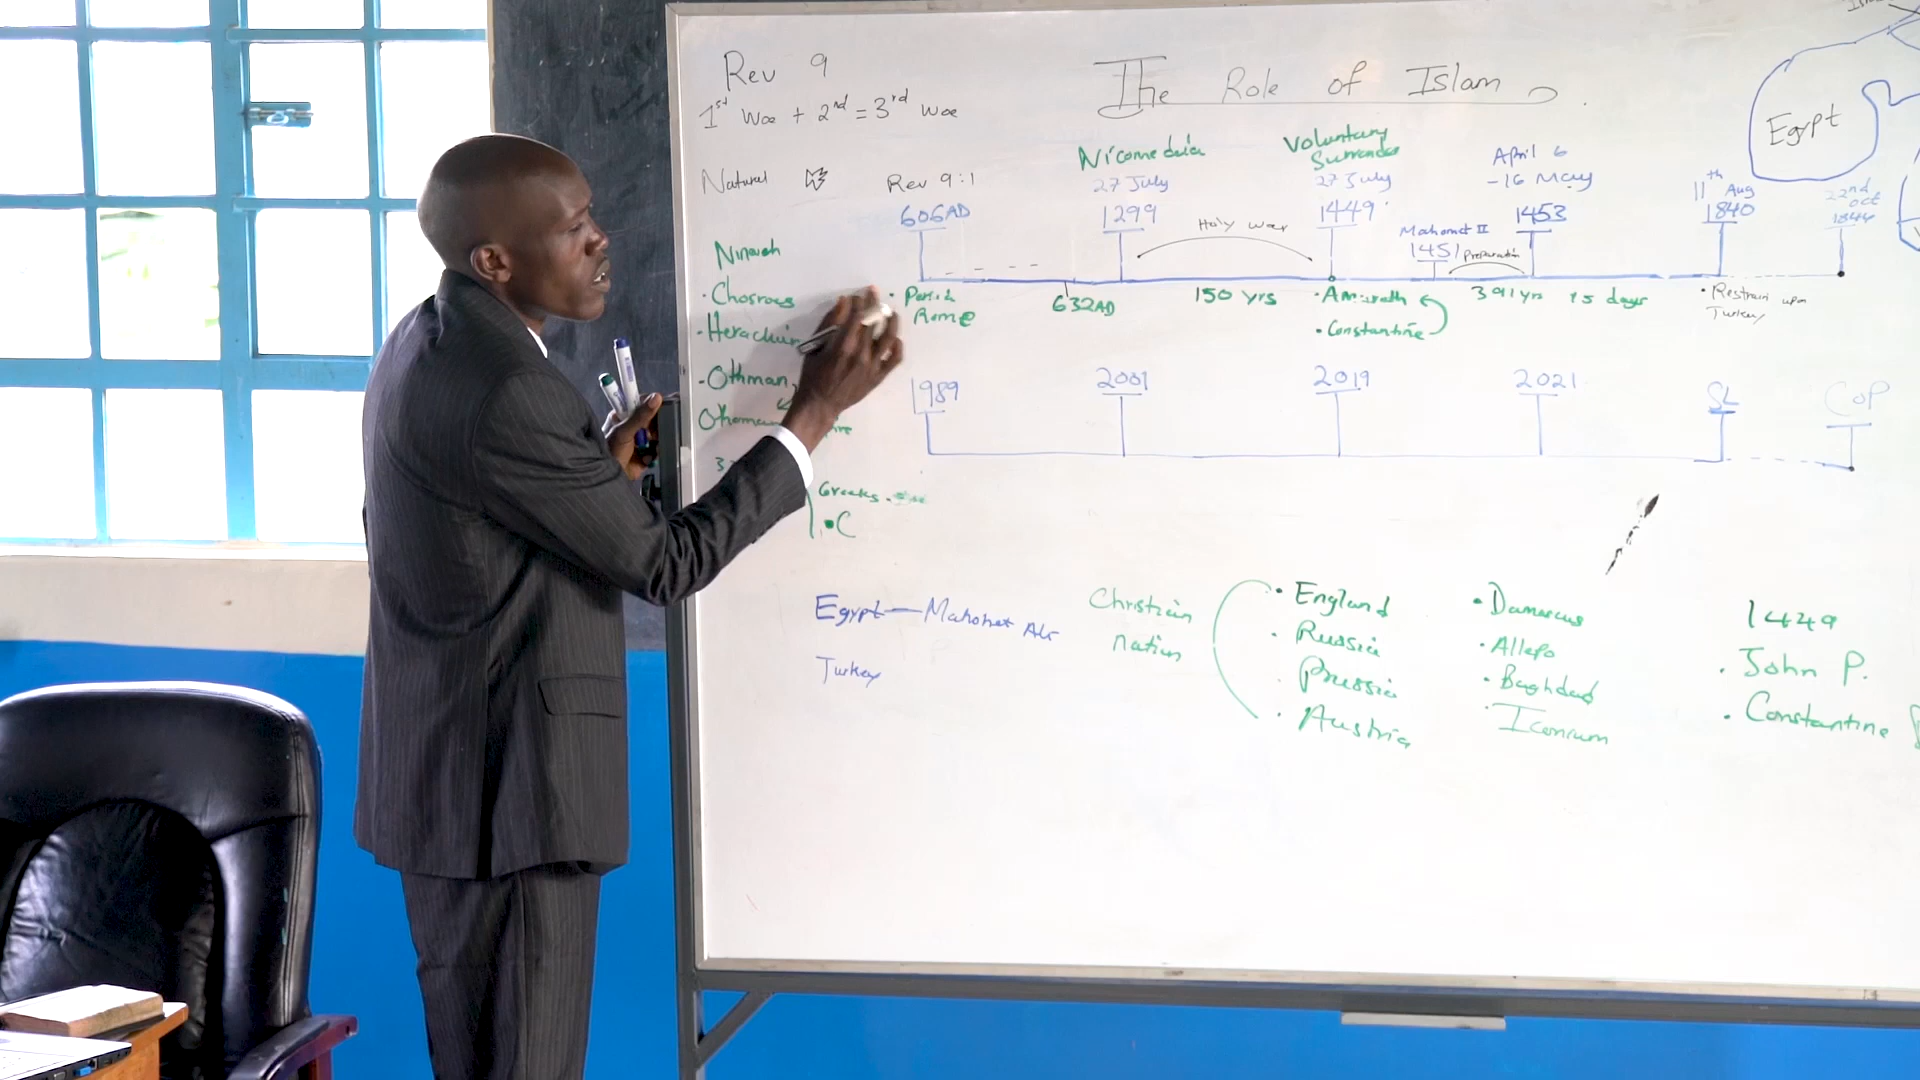 Rev 9
The Role of Islam
1st woe + 2nd = 3rd woe
Egypt
Natural
Rev 9:1
606AD
Nicomedia
27 July
1299
Voluntary
Surrender
27 July
1449
April 6
-16 May
1453
11th Aug
1840
22nd
oct
1844
Holy war
Mahomet II
1451
Preparation
Nineveh
· Chosroes
· Othman
· Persia
Rome
632AD
150 yrs
· Amurath
· Constantine
391yrs 15 days
· Restrain upon
Turkey
1989
2001
2019
2021
SL
CoP
Greeks
• C
Egypt — Mahomet Ali
Turkey
Christian
nation
· England
· Russia
· Prussia
· Austria
· Damascus
· Allepo
· Baghdad
· Iconium
1449
· John P.
· Constantine